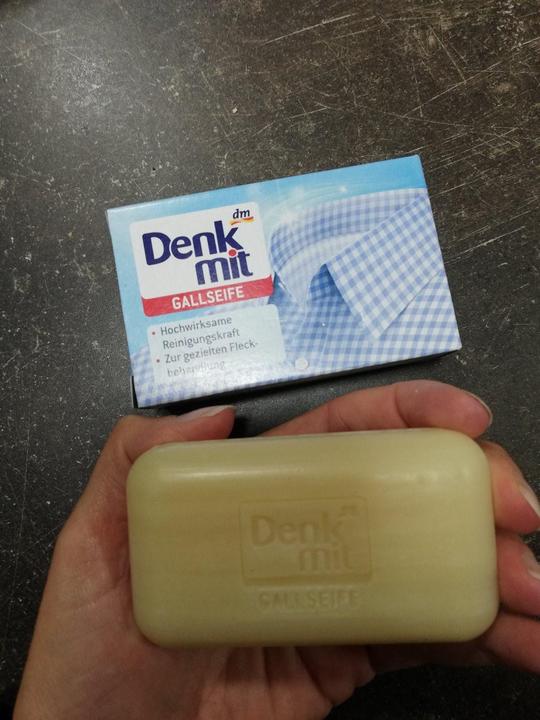 dm
Denk
mit
GALLSEIFE
• Hochwirksame
Reinigungskraft
• Zur gezielten Fleck-
behandlung
Denk
mit
GALLSEIFE